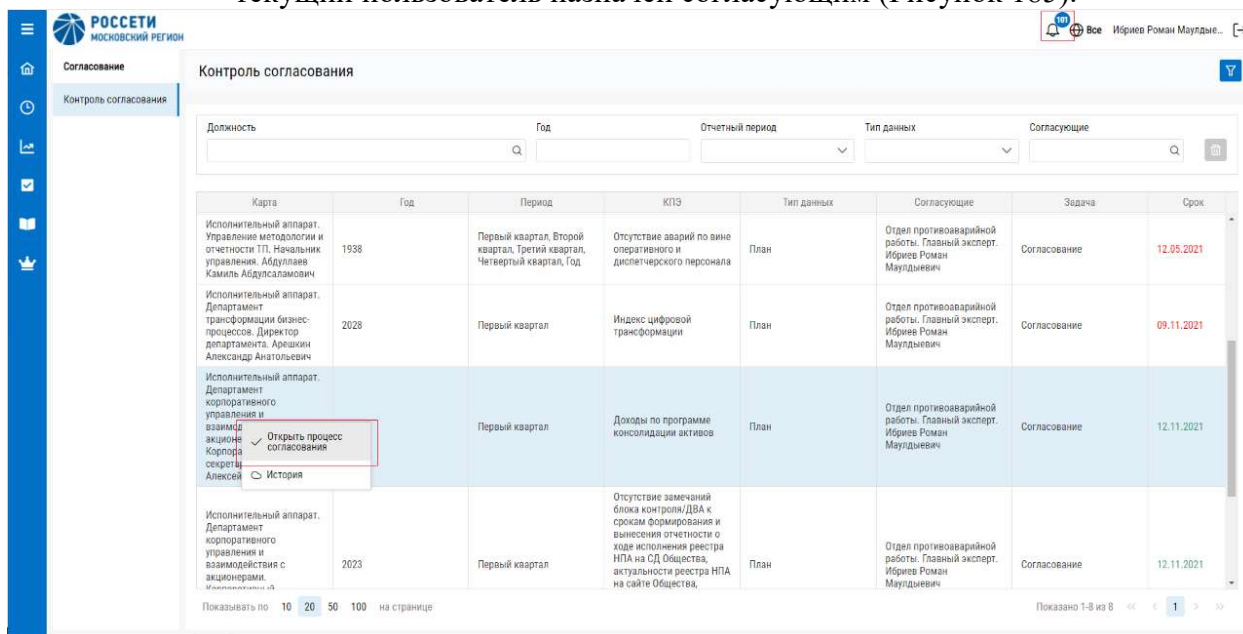 текущий пользователь назначен согласующим (Рисунок 185).
РОССЕТИ
МОСКОВСКИЙ РЕГИОН
101
Все Ибриев Роман Маулдые...
Согласование
Контроль согласования
Контроль согласования
Должность Год Отчетный период Тип данных Согласующие
Карта Год Период КПЭ Тип данных Согласующие Задача Срок
Исполнительный аппарат.
Управление методологии и
отчетности ТП. Начальник
управления. Абдуллаев
Камиль Абдулсаламович
1938
Первый квартал, Второй
квартал, Третий квартал,
Четвертый квартал, Год
Отсутствие аварий по вине
оперативного и
диспетчерского персонала
План
Отдел противоаварийной
работы. Главный эксперт.
Ибриев Роман
Маулдыевич
Согласование
12.05.2021
Исполнительный аппарат.
Департамент
трансформации бизнес-
процессов. Директор
департамента. Арешкин
Александр Анатольевич
2028
Первый квартал
Индекс цифровой
трансформации
План
Отдел противоаварийной
работы. Главный эксперт.
Ибриев Роман
Маулдыевич
Согласование
09.11.2021
Исполнительный аппарат.
Департамент
корпоративного
управления и
Алексей
Открыть процесс
согласования
История
Первый квартал
Доходы по программе
консолидации активов
План
Отдел противоаварийной
работы. Главный эксперт.
Ибриев Роман
Маулдыевич
Согласование
12.11.2021
Исполнительный аппарат.
Департамент
корпоративного
управления и
взаимодействия с
акционерами.
2023
Первый квартал
Отсутствие замечаний
блока контроля/ДВА к
срокам формирования и
вынесения отчетности о
ходе исполнения реестра
НПА на СД Общества,
актуальности реестра НПА
на сайте Общества,
План
Отдел противоаварийной
работы. Главный эксперт.
Ибриев Роман
Маулдыевич
Согласование
12.11.2021
Показывать по 10 20 50 100 на странице
Показано 1-8 из 8 << < 1 > >>